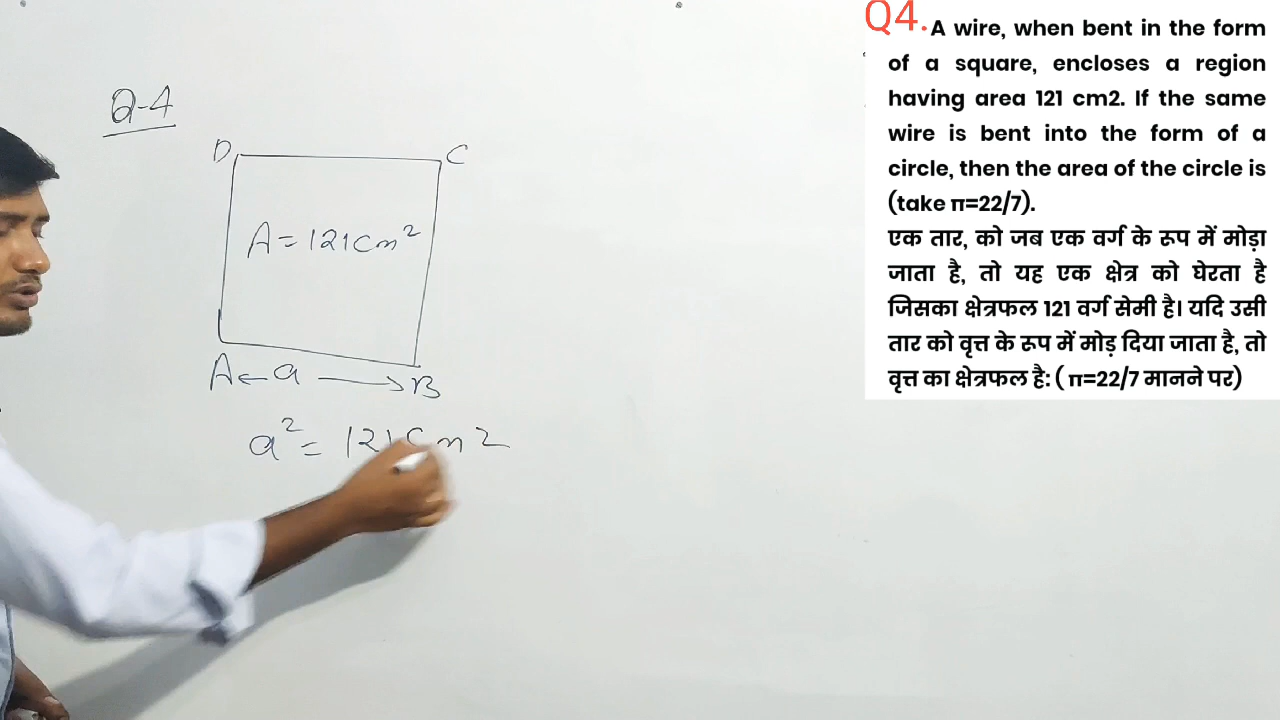 Q-4
D C
A = 121 cm²
A ← a → B
a² = 121 cm²
Q4. A wire, when bent in the form
of a square, encloses a region
having area 121 cm2. If the same
wire is bent into the form of a
circle, then the area of the circle is
(take π=22/7).
एक तार, को जब एक वर्ग के रूप में मोड़ा
जाता है, तो यह एक क्षेत्र को घेरता है
जिसका क्षेत्रफल 121 वर्ग सेमी है। यदि उसी
तार को वृत्त के रूप में मोड़ दिया जाता है, तो
वृत्त का क्षेत्रफल है: ( π=22/7 मानने पर)